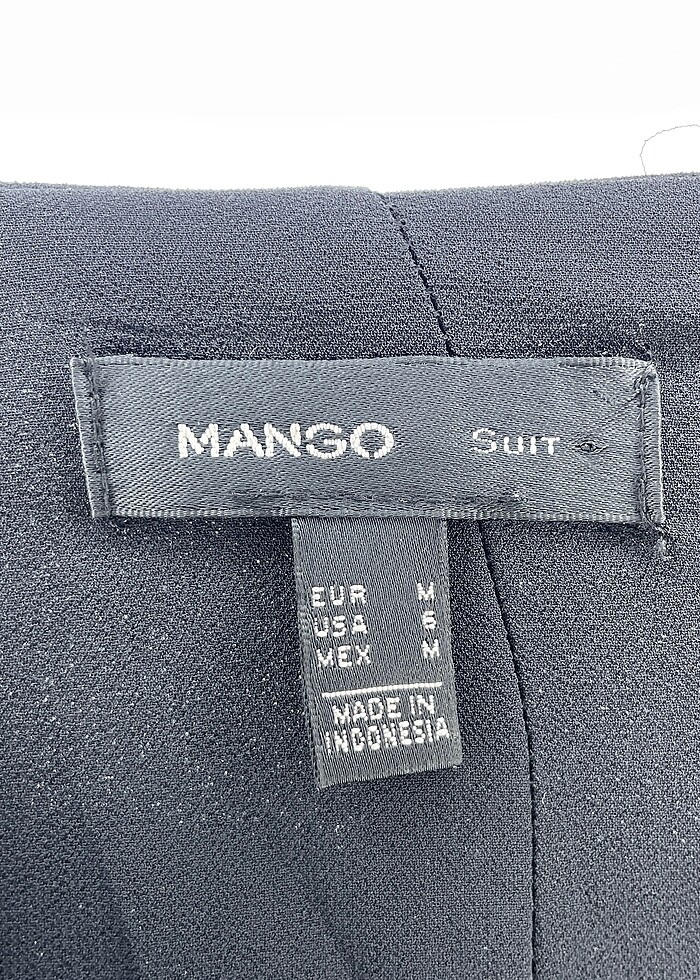 MANGO SUIT
EUR M
USA 6
MEX M
MADE IN
INDONESIA